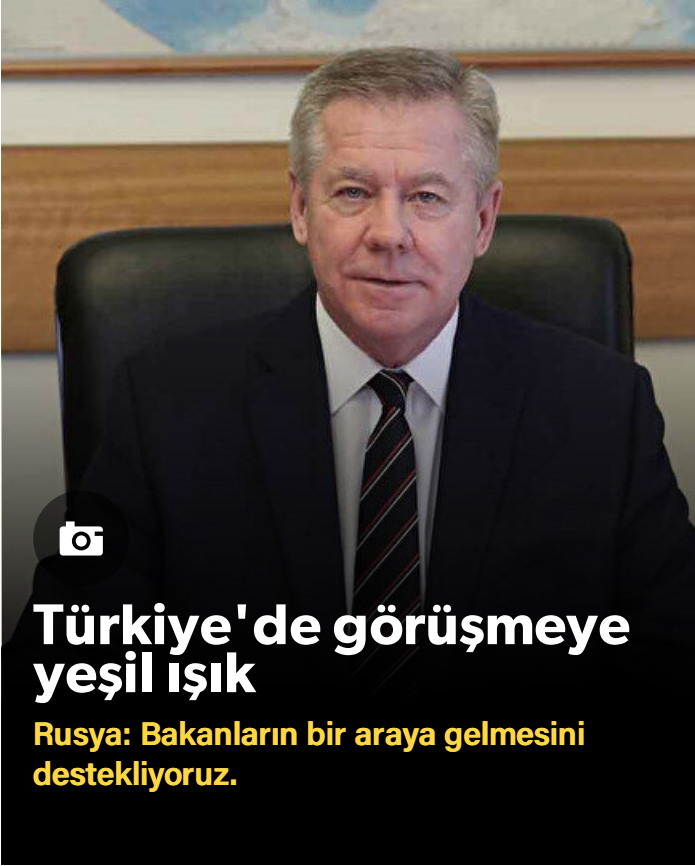 Türkiye'de görüşmeye
yeşil ışık
Rusya: Bakanların bir araya gelmesini
destekliyoruz.